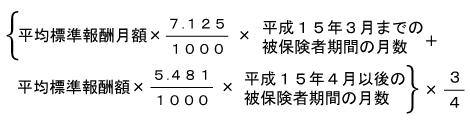 {平均標準報酬月額×7.125/1000 × 平成15年3月までの被保険者期間の月数 +
平均標準報酬額×5.481/1000 × 平成15年4月以後の被保険者期間の月数}×3/4